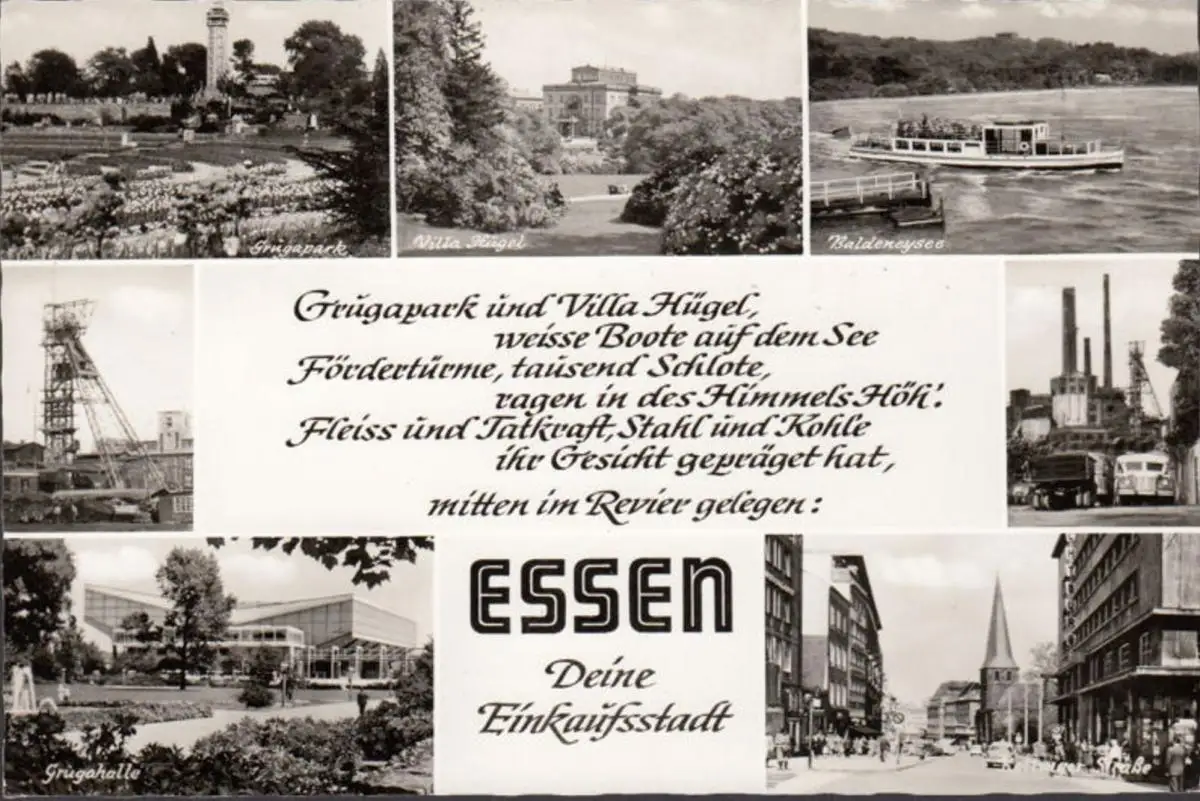 Grugapark
Villa Hügel
Baldeneysee
Grugapark und Villa Hügel,
weisse Boote auf dem See
Fördertürme, tausend Schlote,
ragen in des Himmels Höh'.
Fleiss und Tatkraft, Stahl und Kohle
ihr Gesicht gepräget hat,
mitten im Revier gelegen:
ESSEN
Deine
Einkaufsstadt
Grugahalle
Kettwiger Straße